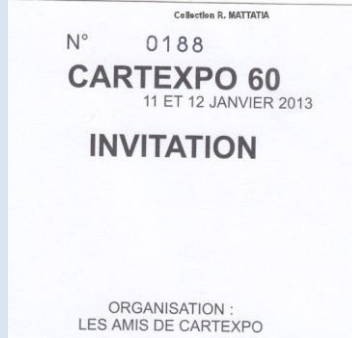 Collection R. MATTATIA
N° 0188
CARTEXPO 60
11 ET 12 JANVIER 2013
INVITATION
ORGANISATION :
LES AMIS DE CARTEXPO